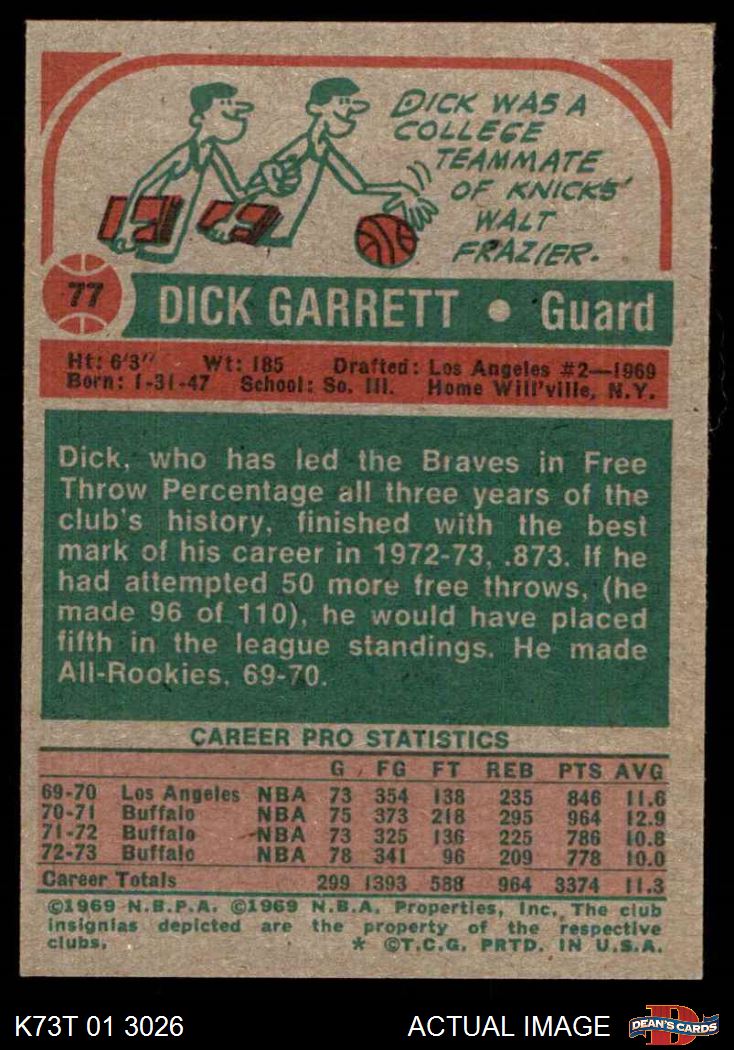 DICK WAS A
COLLEGE
TEAMMATE
OF KNICKS'
WALT
FRAZIER.
77 DICK GARRETT • Guard
Ht: 6'3" Wt: 185 Drafted: Los Angeles #2—1969
Born: 1-31-47 School: So. Ill. Home Will'ville, N.Y.
Dick, who has led the Braves in Free
Throw Percentage all three years of the
club's history, finished with the best
mark of his career in 1972-73, .873. If he
had attempted 50 more free throws, (he
made 96 of 110), he would have placed
fifth in the league standings. He made
All-Rookies, 69-70.
CAREER PRO STATISTICS
G FG FT REB PTS AVG
69-70 Los Angeles NBA 73 354 138 235 846 11.6
70-71 Buffalo NBA 75 373 218 295 964 12.9
71-72 Buffalo NBA 73 325 136 225 786 10.8
72-73 Buffalo NBA 78 341 96 209 778 10.0
Career Totals 299 1393 588 964 3374 11.3
©1969 N.B.P.A. ©1969 N.B.A. Properties, Inc., The club
insignias depicted are the property of the respective
clubs. * ©T.C.G. PRTD. IN U.S.A.
K73T 01 3026 ACTUAL IMAGE DEAN'S CARDS